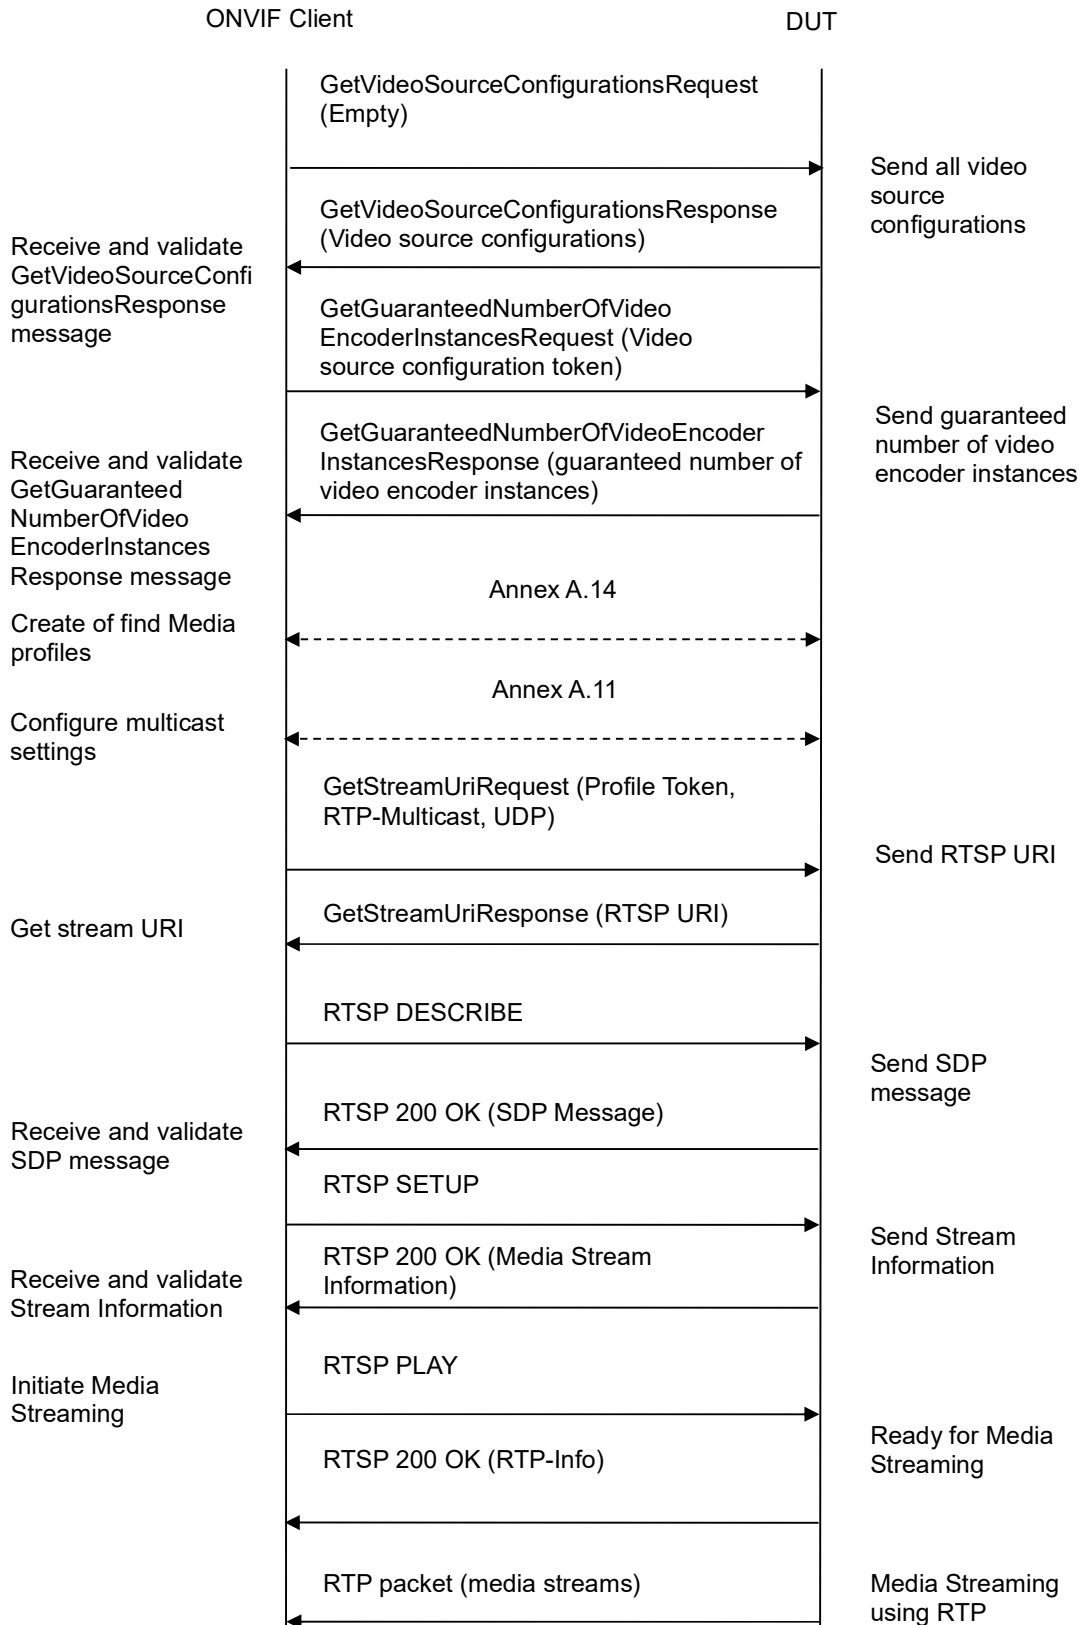 ONVIF Client
DUT
GetVideoSourceConfigurationsRequest
(Empty)
Send all video
source
configurations
GetVideoSourceConfigurationsResponse
(Video source configurations)
Receive and validate
GetVideoSourceConfi
gurationsResponse
message
GetGuaranteedNumberOfVideo
EncoderInstancesRequest (Video
source configuration token)
Send guaranteed
number of video
encoder instances
GetGuaranteedNumberOfVideoEncoder
InstancesResponse (guaranteed number of
video encoder instances)
Receive and validate
GetGuaranteed
NumberOfVideo
EncoderInstances
Response message
Annex A.14
Create of find Media
profiles
Annex A.11
Configure multicast
settings
GetStreamUriRequest (Profile Token,
RTP-Multicast, UDP)
Send RTSP URI
GetStreamUriResponse (RTSP URI)
Get stream URI
RTSP DESCRIBE
Send SDP
message
RTSP 200 OK (SDP Message)
Receive and validate
SDP message
RTSP SETUP
Send Stream
Information
RTSP 200 OK (Media Stream
Information)
Receive and validate
Stream Information
RTSP PLAY
Initiate Media
Streaming
Ready for Media
Streaming
RTSP 200 OK (RTP-Info)
RTP packet (media streams)
Media Streaming
using RTP